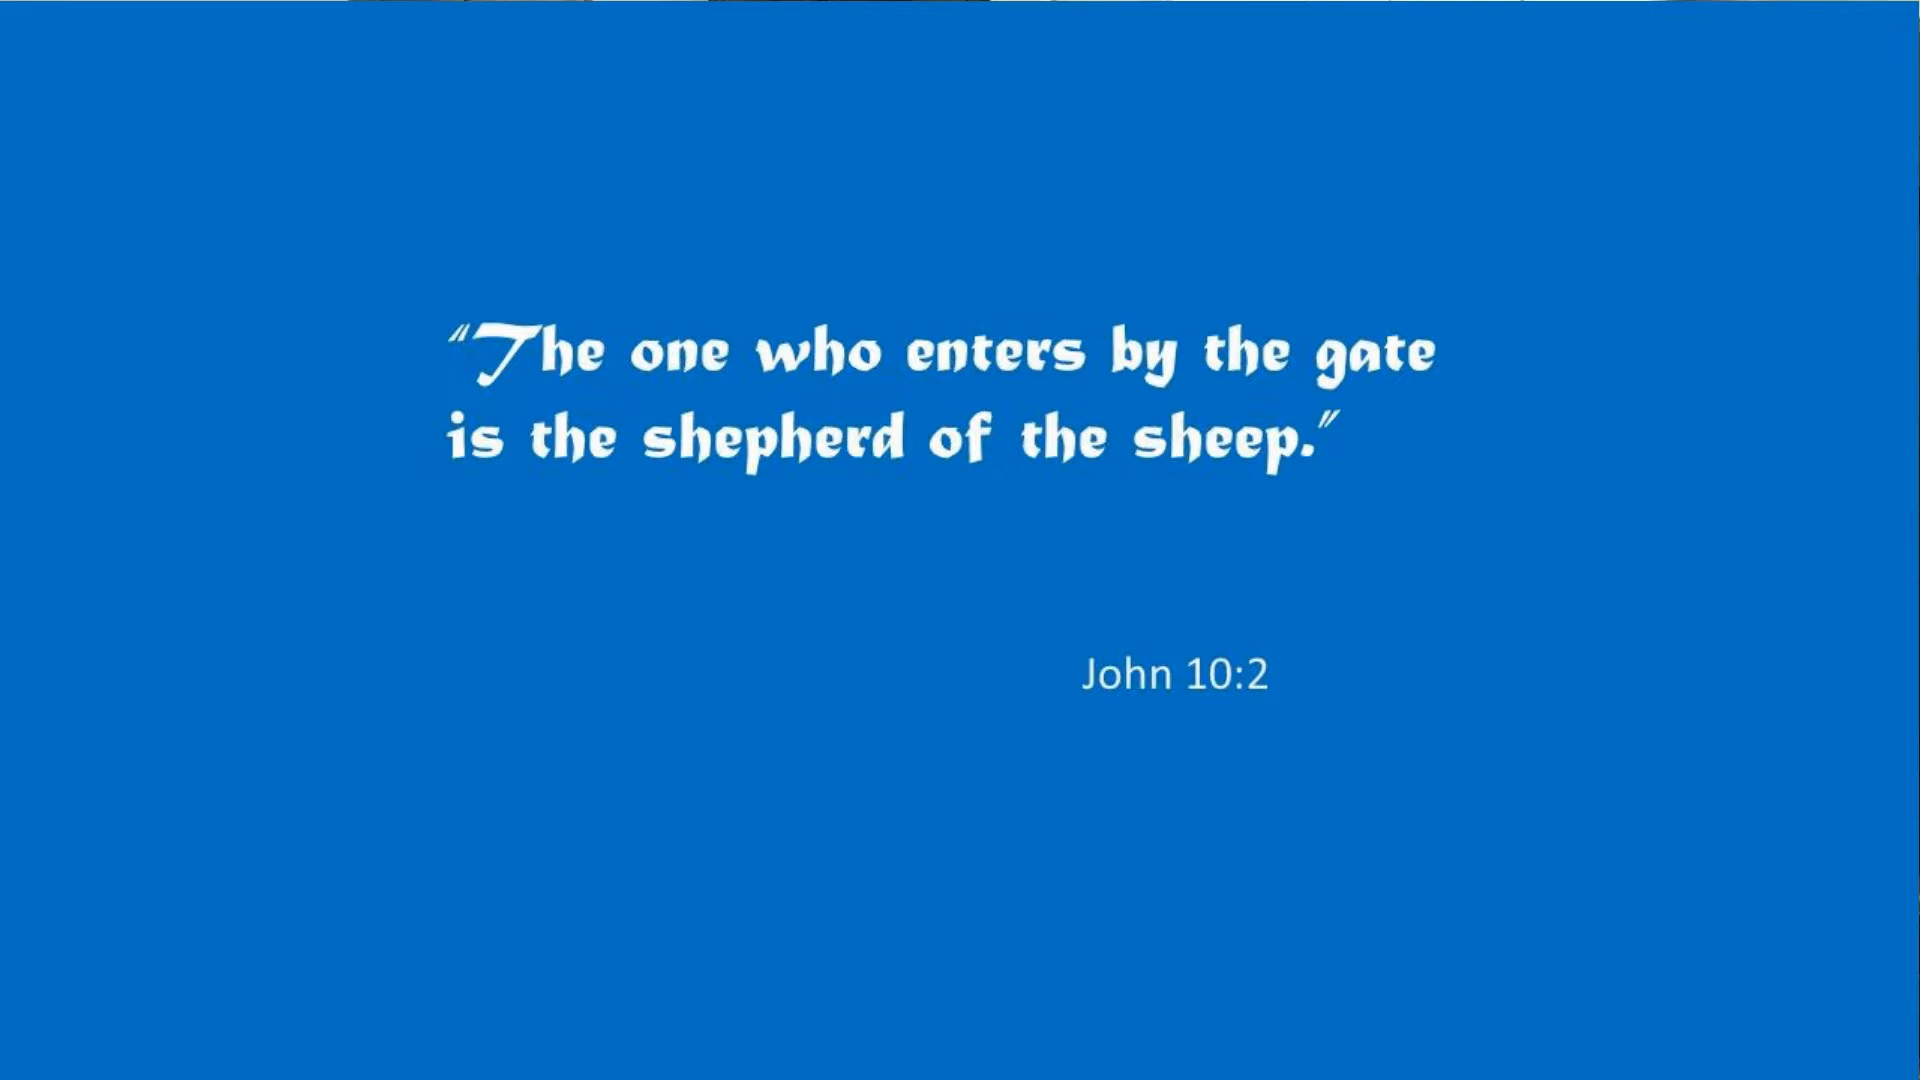 “The one who enters by the gate
is the shepherd of the sheep.”
John 10:2